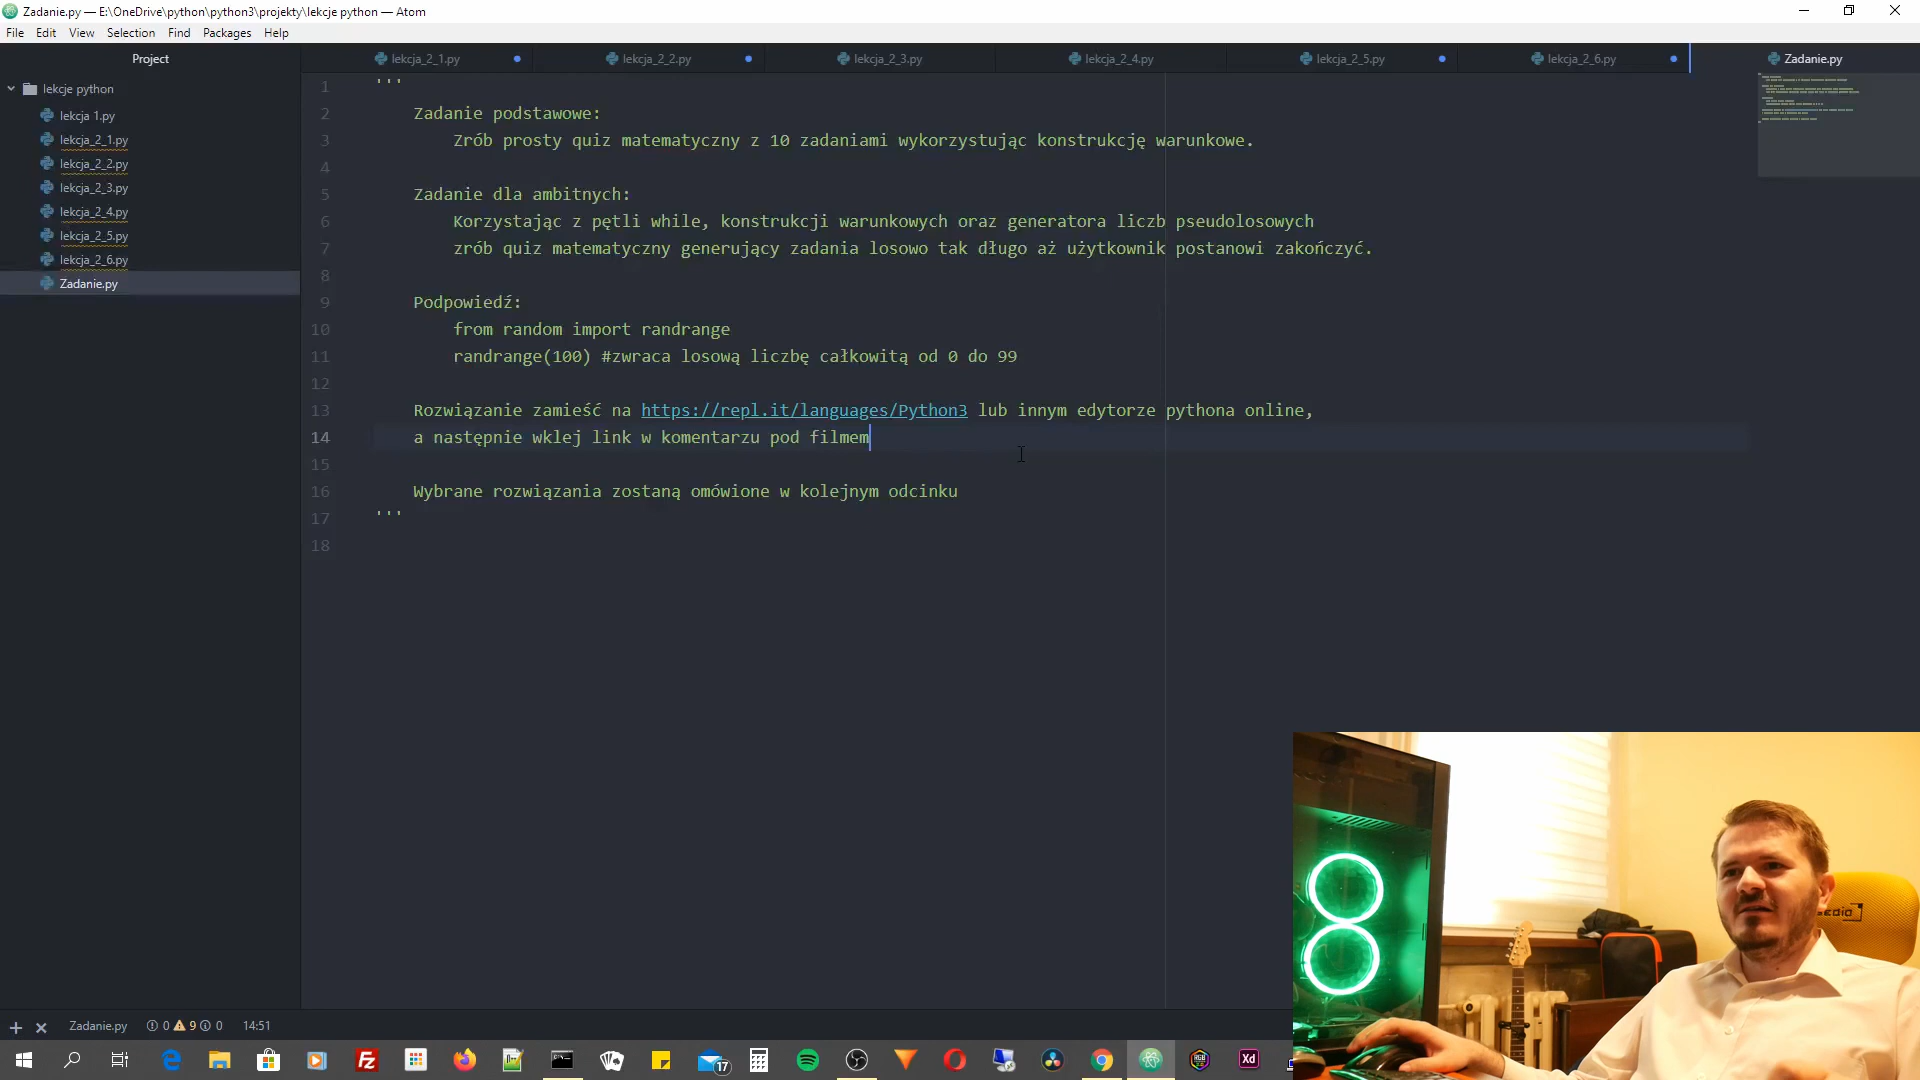 Zadanie.py — E:\OneDrive\python\python3\projekty\lekcje python — Atom
File Edit View Selection Find Packages Help
Project
lekcja_2_1.py lekcja_2_2.py lekcja_2_3.py lekcja_2_4.py lekcja_2_5.py lekcja_2_6.py Zadanie.py
lekcje python
lekcja 1.py
lekcja_2_1.py
lekcja_2_2.py
lekcja_2_3.py
lekcja_2_4.py
lekcja_2_5.py
lekcja_2_6.py
Zadanie.py
1 '''
2 Zadanie podstawowe:
3 Zrób prosty quiz matematyczny z 10 zadaniami wykorzystując konstrukcję warunkowe.
4
5 Zadanie dla ambitnych:
6 Korzystając z pętli while, konstrukcji warunkowych oraz generatora liczb pseudolosowych
7 zrób quiz matematyczny generujący zadania losowo tak długo aż użytkownik postanowi zakończyć.
8
9 Podpowiedź:
10 from random import randrange
11 randrange(100) #zwraca losową liczbę całkowitą od 0 do 99
12
13 Rozwiązanie zamieść na https://repl.it/languages/Python3 lub innym edytorze pythona online,
14 a następnie wklej link w komentarzu pod filmem
15
16 Wybrane rozwiązania zostaną omówione w kolejnym odcinku
17 '''
18
Zadanie.py 0 9 0 14:51
17
Xd